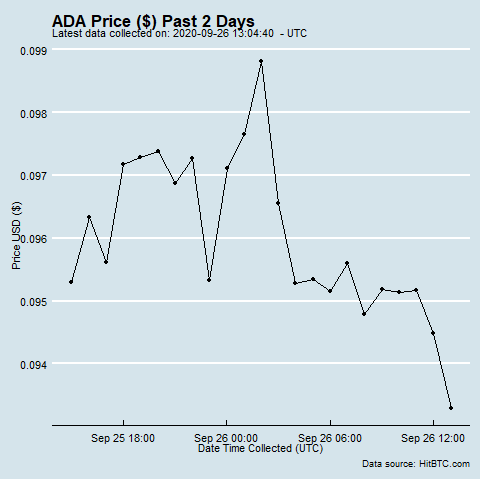 ADA Price ($) Past 2 Days
Latest data collected on: 2020-09-26 13:04:40  - UTC
0.099
0.098
0.097
0.096
0.095
0.094
Price USD ($)
Sep 25 18:00
Sep 26 00:00
Sep 26 06:00
Sep 26 12:00
Date Time Collected (UTC)
Data source: HitBTC.com